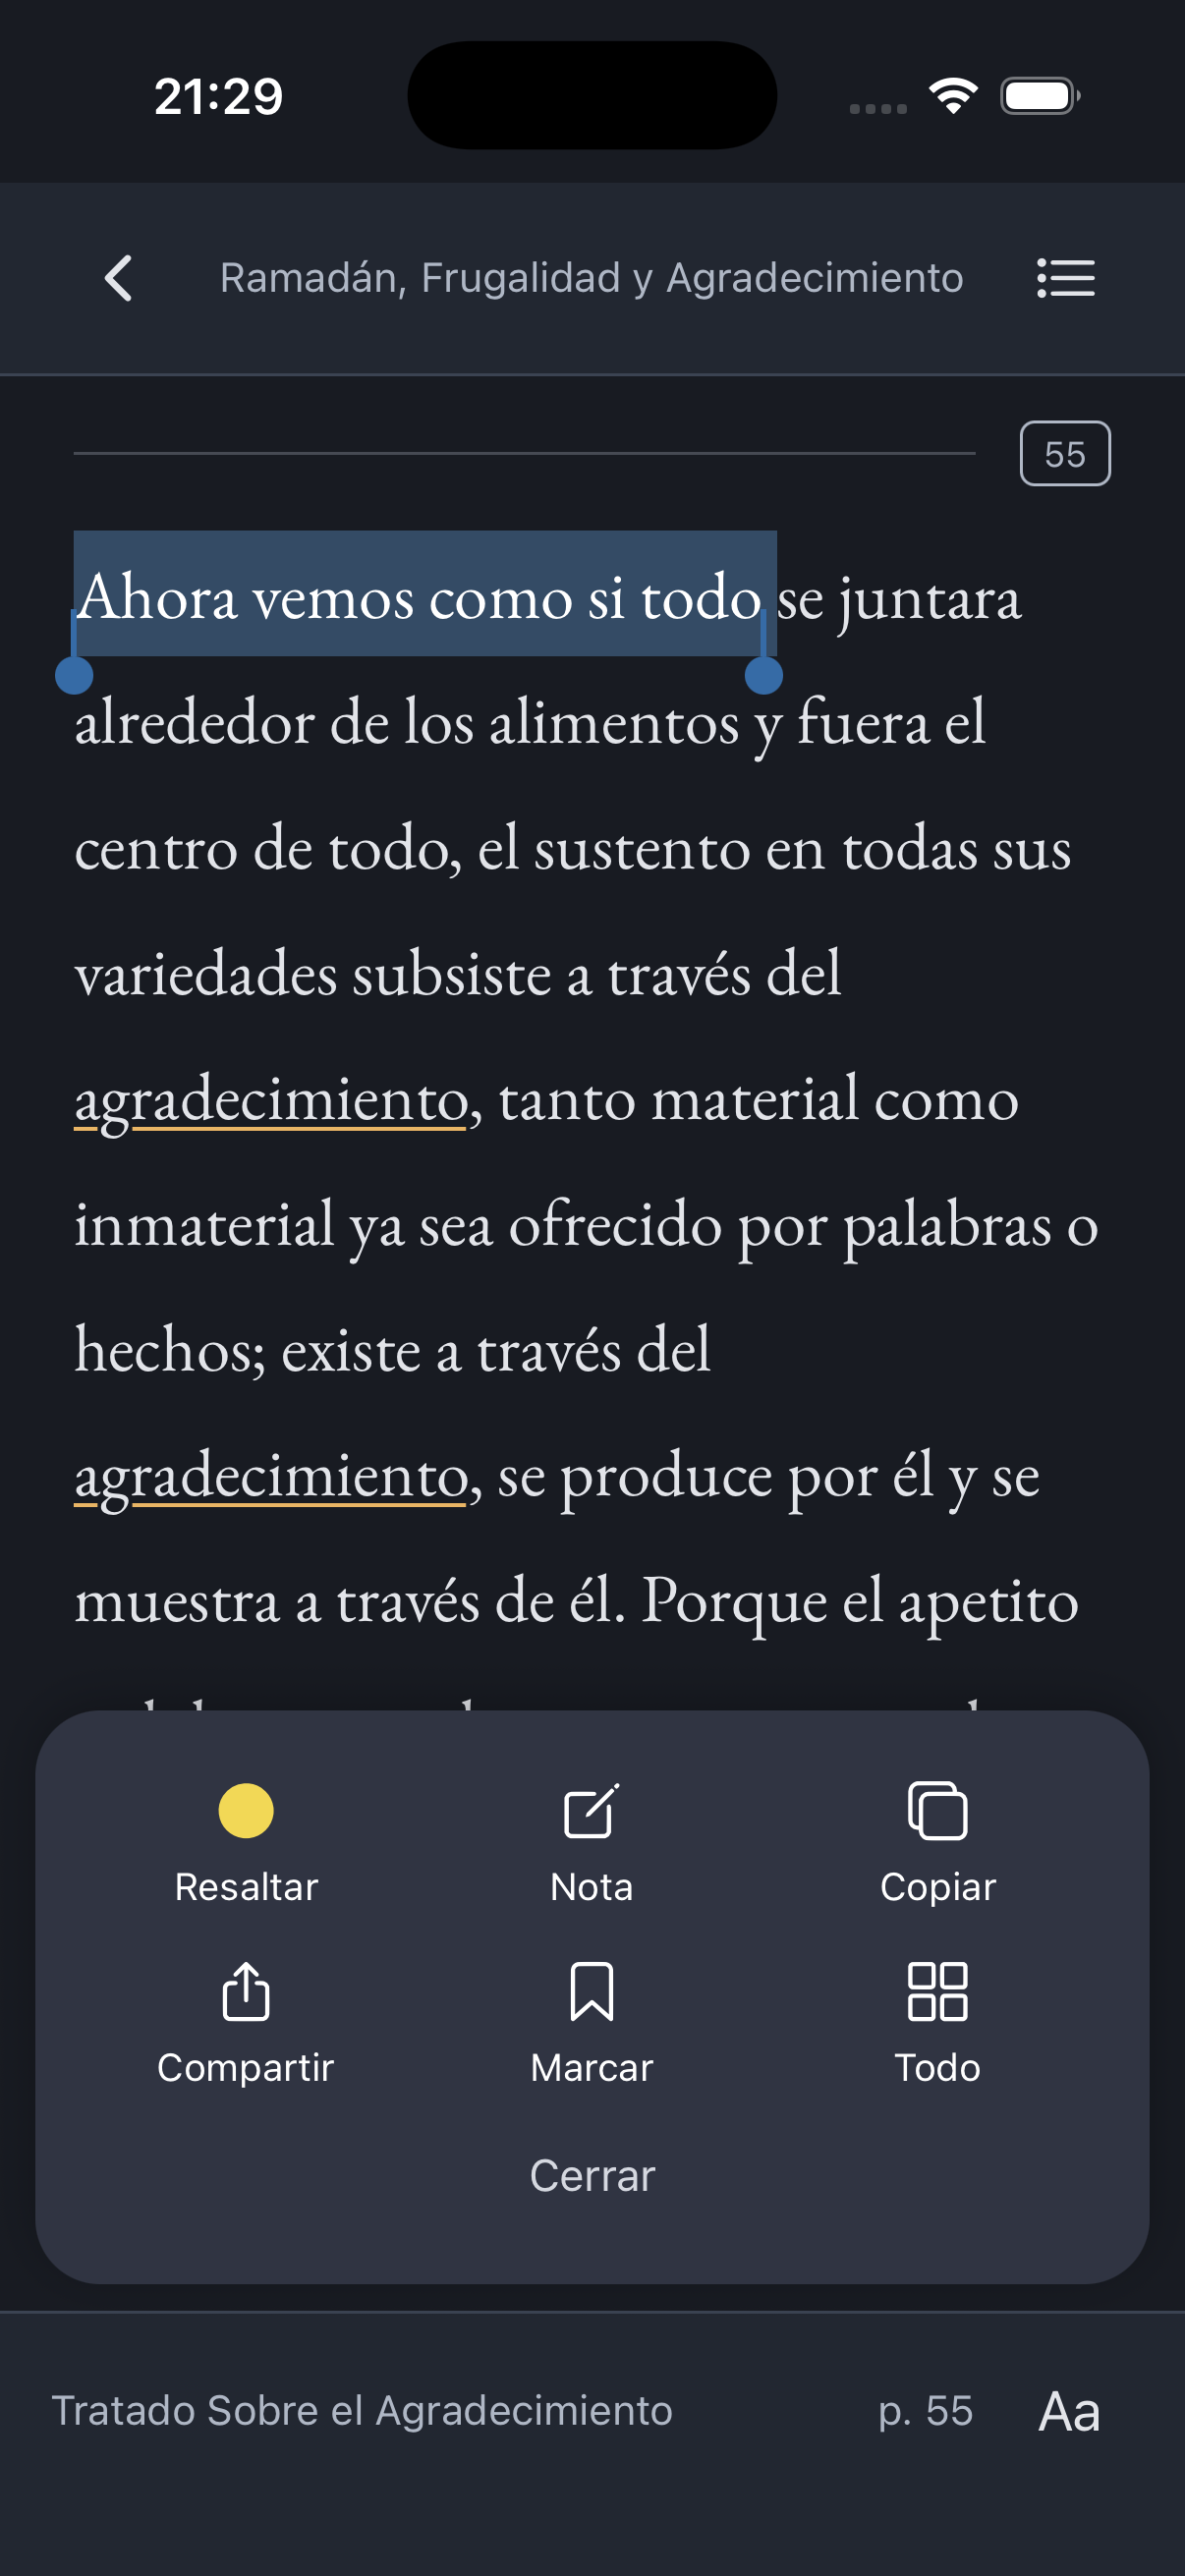 21:29
Ramadán, Frugalidad y Agradecimiento
55
Ahora vemos como si todo se juntara
alrededor de los alimentos y fuera el
centro de todo, el sustento en todas sus
variedades subsiste a través del
agradecimiento, tanto material como
inmaterial ya sea ofrecido por palabras o
hechos; existe a través del
agradecimiento, se produce por él y se
muestra a través de él. Porque el apetito
Resaltar
Nota
Copiar
Compartir
Marcar
Todo
Cerrar
Tratado Sobre el Agradecimiento
p. 55
Aa